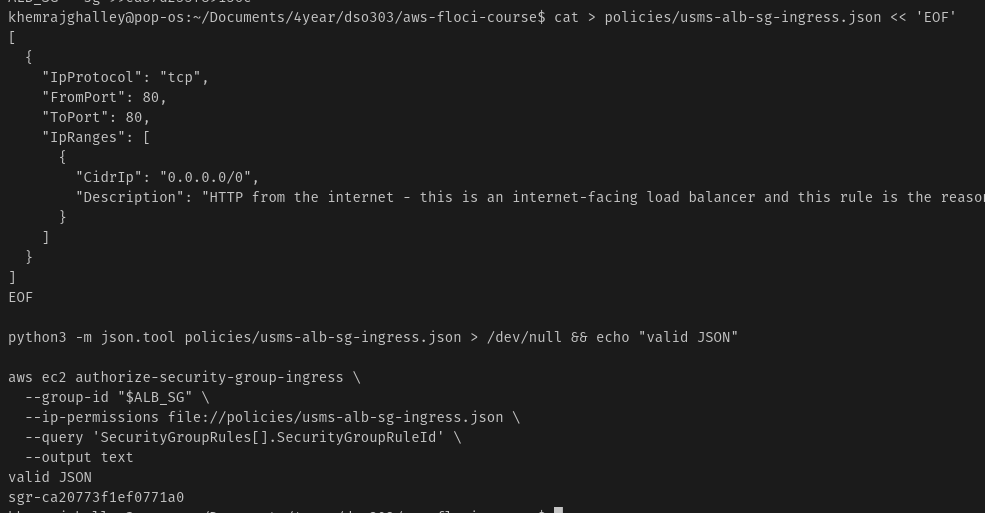 khemrajghalley@pop-os:~/Documents/4year/dso303/aws-floci-course$ cat > policies/usms-alb-sg-ingress.json << 'EOF'
[
  {
    "IpProtocol": "tcp",
    "FromPort": 80,
    "ToPort": 80,
    "IpRanges": [
      {
        "CidrIp": "0.0.0.0/0",
        "Description": "HTTP from the internet - this is an internet-facing load balancer and this rule is the reaso
      }
    ]
  }
]
EOF
python3 -m json.tool policies/usms-alb-sg-ingress.json > /dev/null && echo "valid JSON"
aws ec2 authorize-security-group-ingress \
  --group-id "$ALB_SG" \
  --ip-permissions file://policies/usms-alb-sg-ingress.json \
  --query 'SecurityGroupRules[].SecurityGroupRuleId' \
  --output text
valid JSON
sgr-ca20773f1ef0771a0